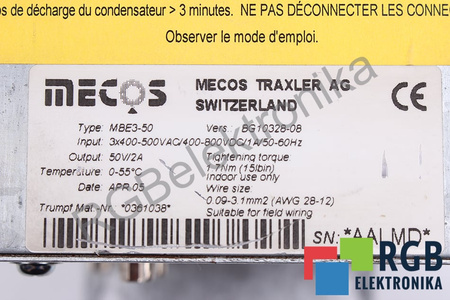 ps de décharge du condensateur > 3 minutes. NE PAS DÉCONNECTER LES CONNE
Observer le mode d'emploi.
MECOS
MECOS TRAXLER AG
SWITZERLAND
CE
Type: MBE3-50 Vers.: BG10328-08
Input: 3x400-500VAC/400-800VDC/1A/50-60Hz
Output: 50V/2A Tightening torque:
1.7Nm (15lbin)
Temperature: 0-55°C Indoor use only
Date: APR.05 Wire size:
0.09-3.1mm2 (AWG 28-12)
Trumpf Mat.-Nr. *0361038* Suitable for field wiring
SN: *AALMD*
RGBelektronika
RGB
ELEKTRONIKA